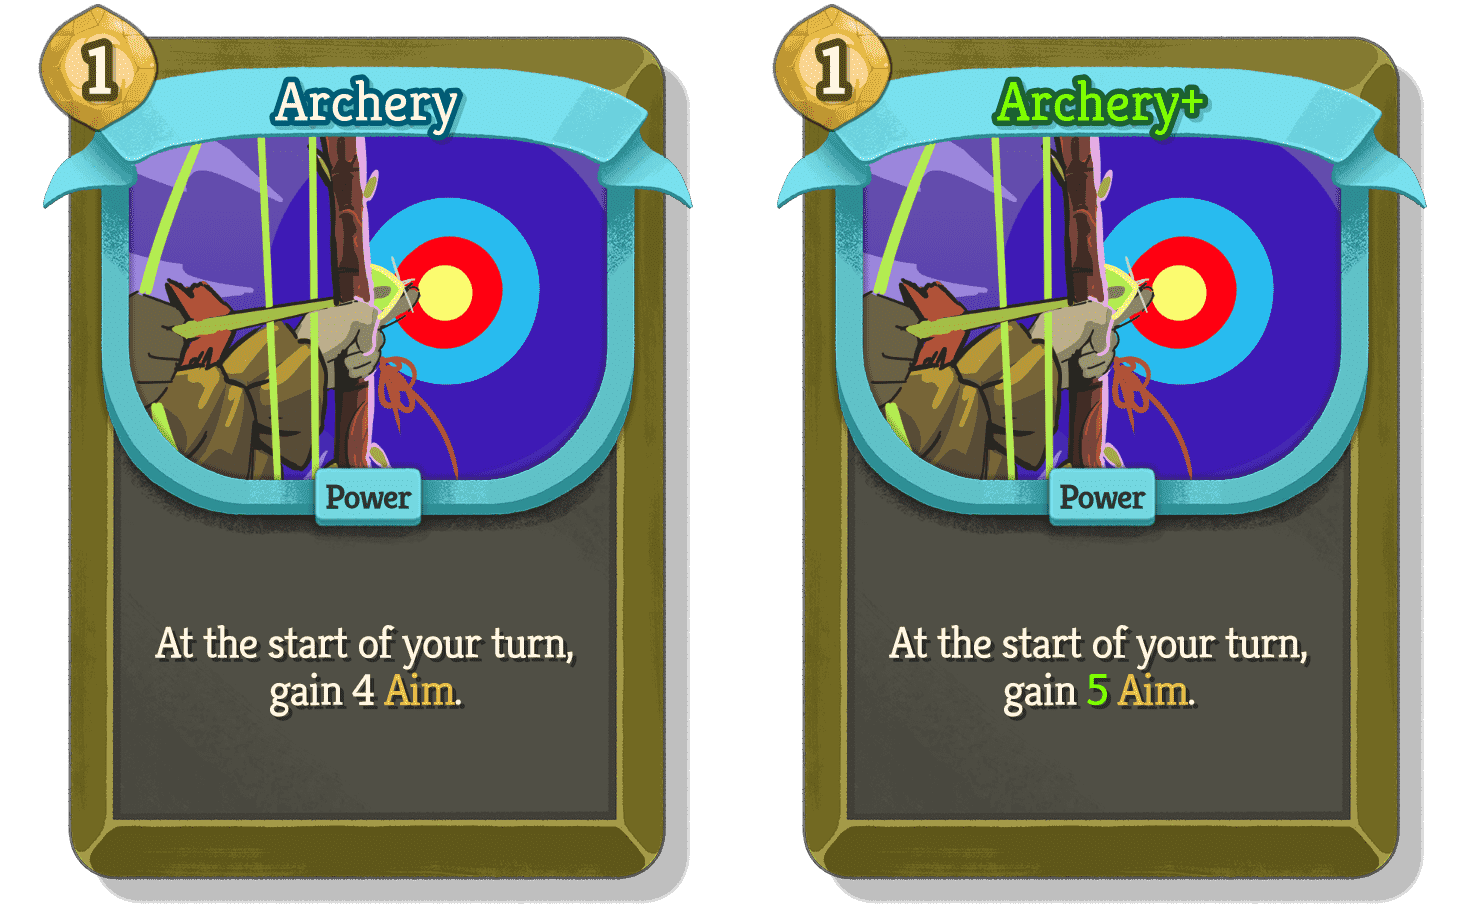 1
Archery
Power
At the start of your turn,
gain 4 Aim.
1
Archery+
Power
At the start of your turn,
gain 5 Aim.